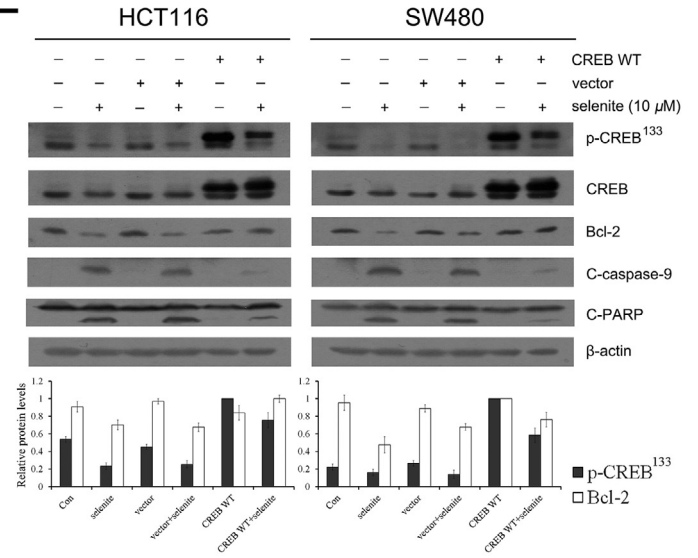 HCT116 SW480
– – – – + + – – – – + + CREB WT
– – + + – – – – + + – – vector
– + – + – + – + – + – + selenite (10 µM)
p-CREB133
CREB
Bcl-2
C-caspase-9
C-PARP
β-actin
Relative protein levels
1.2 1.2
1 1
0.8 0.8
0.6 0.6
0.4 0.4
0.2 0.2
0 0
Con selenite vector vector+selenite CREB WT CREB WT+selenite Con selenite vector vector+selenite CREB WT CREB WT+selenite
p-CREB133
Bcl-2